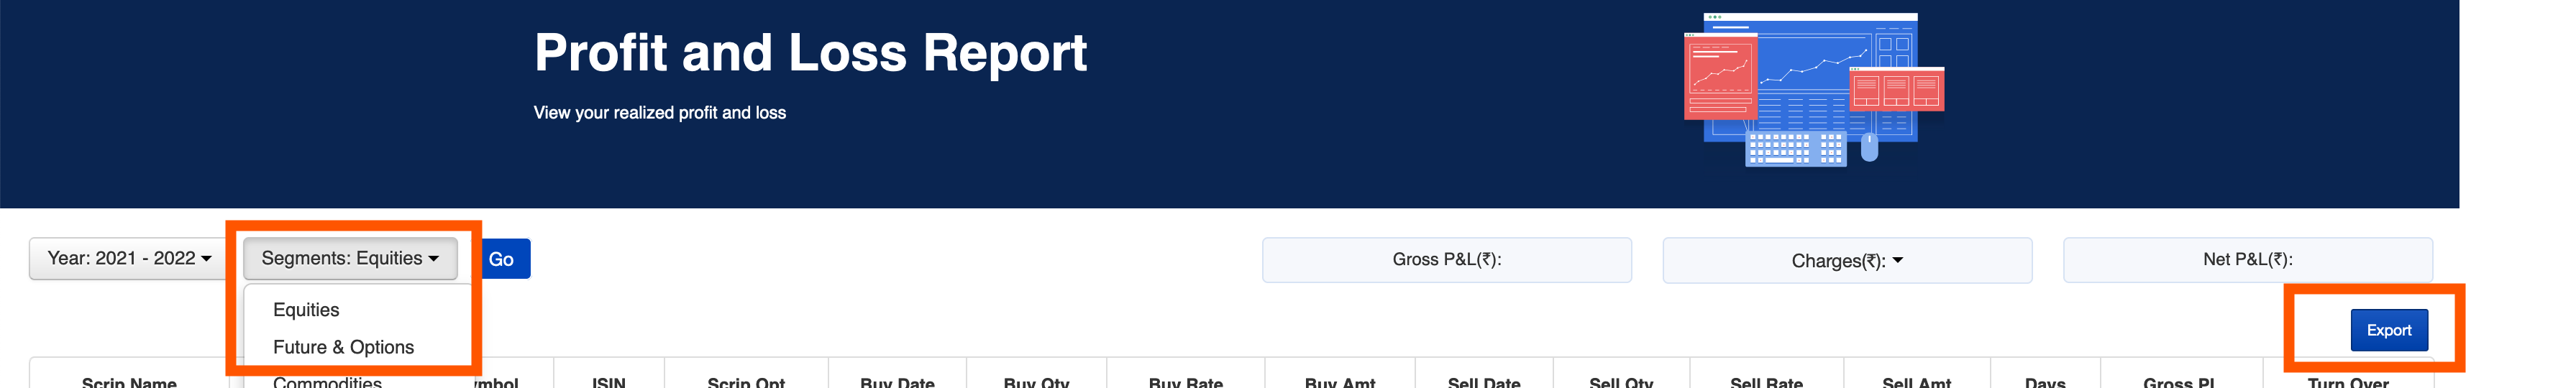 Profit and Loss Report
View your realized profit and loss
Year: 2021 - 2022
Segments: Equities
Go
Gross P&L(₹):
Charges(₹):
Net P&L(₹):
Equities
Future & Options
Export
Scrip Name
Commodities
mbol
ISIN
Scrip Opt
Buy Date
Buy Qty
Buy Rate
Buy Amt
Sell Date
Sell Qty
Sell Rate
Sell Amt
Days
Gross PL
Turn Over